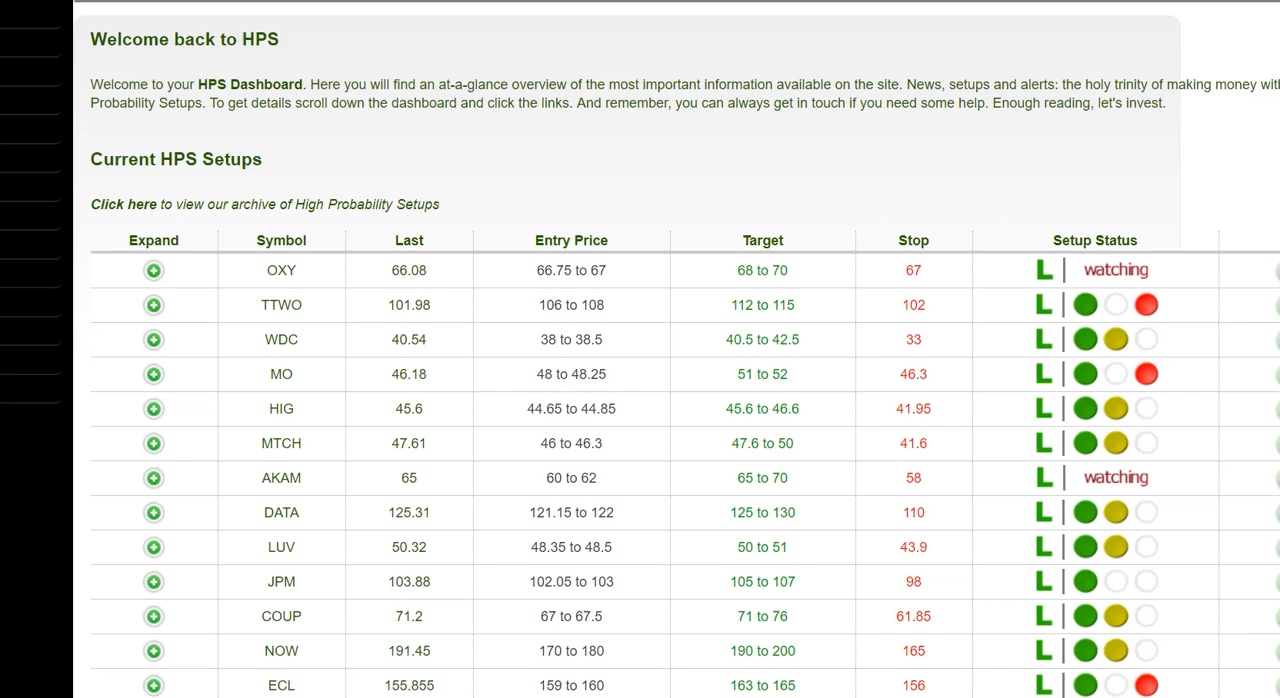 Welcome back to HPS
Welcome to your HPS Dashboard. Here you will find an at-a-glance overview of the most important information available on the site. News, setups and alerts: the holy trinity of making money
Probability Setups. To get details scroll down the dashboard and click the links. And remember, you can always get in touch if you need some help. Enough reading, let's invest.
Current HPS Setups
Click here to view our archive of High Probability Setups
Expand Symbol Last Entry Price Target Stop Setup Status
OXY 66.08 66.75 to 67 68 to 70 67 L | watching
TTWO 101.98 106 to 108 112 to 115 102 L |
WDC 40.54 38 to 38.5 40.5 to 42.5 33 L |
MO 46.18 48 to 48.25 51 to 52 46.3 L |
HIG 45.6 44.65 to 44.85 45.6 to 46.6 41.95 L |
MTCH 47.61 46 to 46.3 47.6 to 50 41.6 L |
AKAM 65 60 to 62 65 to 70 58 L | watching
DATA 125.31 121.15 to 122 125 to 130 110 L |
LUV 50.32 48.35 to 48.5 50 to 51 43.9 L |
JPM 103.88 102.05 to 103 105 to 107 98 L |
COUP 71.2 67 to 67.5 71 to 76 61.85 L |
NOW 191.45 170 to 180 190 to 200 165 L |
ECL 155.855 159 to 160 163 to 165 156 L |